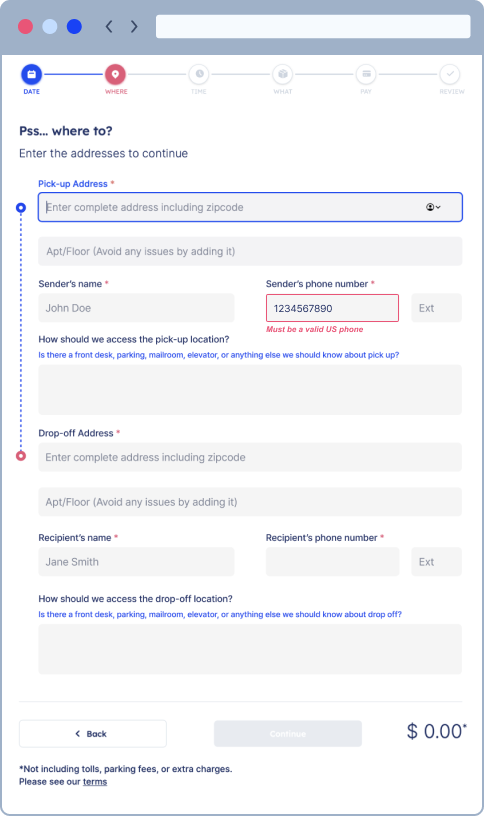 DATE WHERE TIME WHAT PAY REVIEW
Pss... where to?
Enter the addresses to continue
Pick-up Address *
Enter complete address including zipcode
Apt/Floor (Avoid any issues by adding it)
Sender's name * Sender's phone number *
John Doe 1234567890 Ext
Must be a valid US phone
How should we access the pick-up location?
Is there a front desk, parking, mailroom, elevator, or anything else we should know about pick up?
Drop-off Address *
Enter complete address including zipcode
Apt/Floor (Avoid any issues by adding it)
Recipient's name * Recipient's phone number *
Jane Smith Ext
How should we access the drop-off location?
Is there a front desk, parking, mailroom, elevator, or anything else we should know about drop off?
Back Continue $ 0.00*
*Not including tolls, parking fees, or extra charges.
Please see our terms